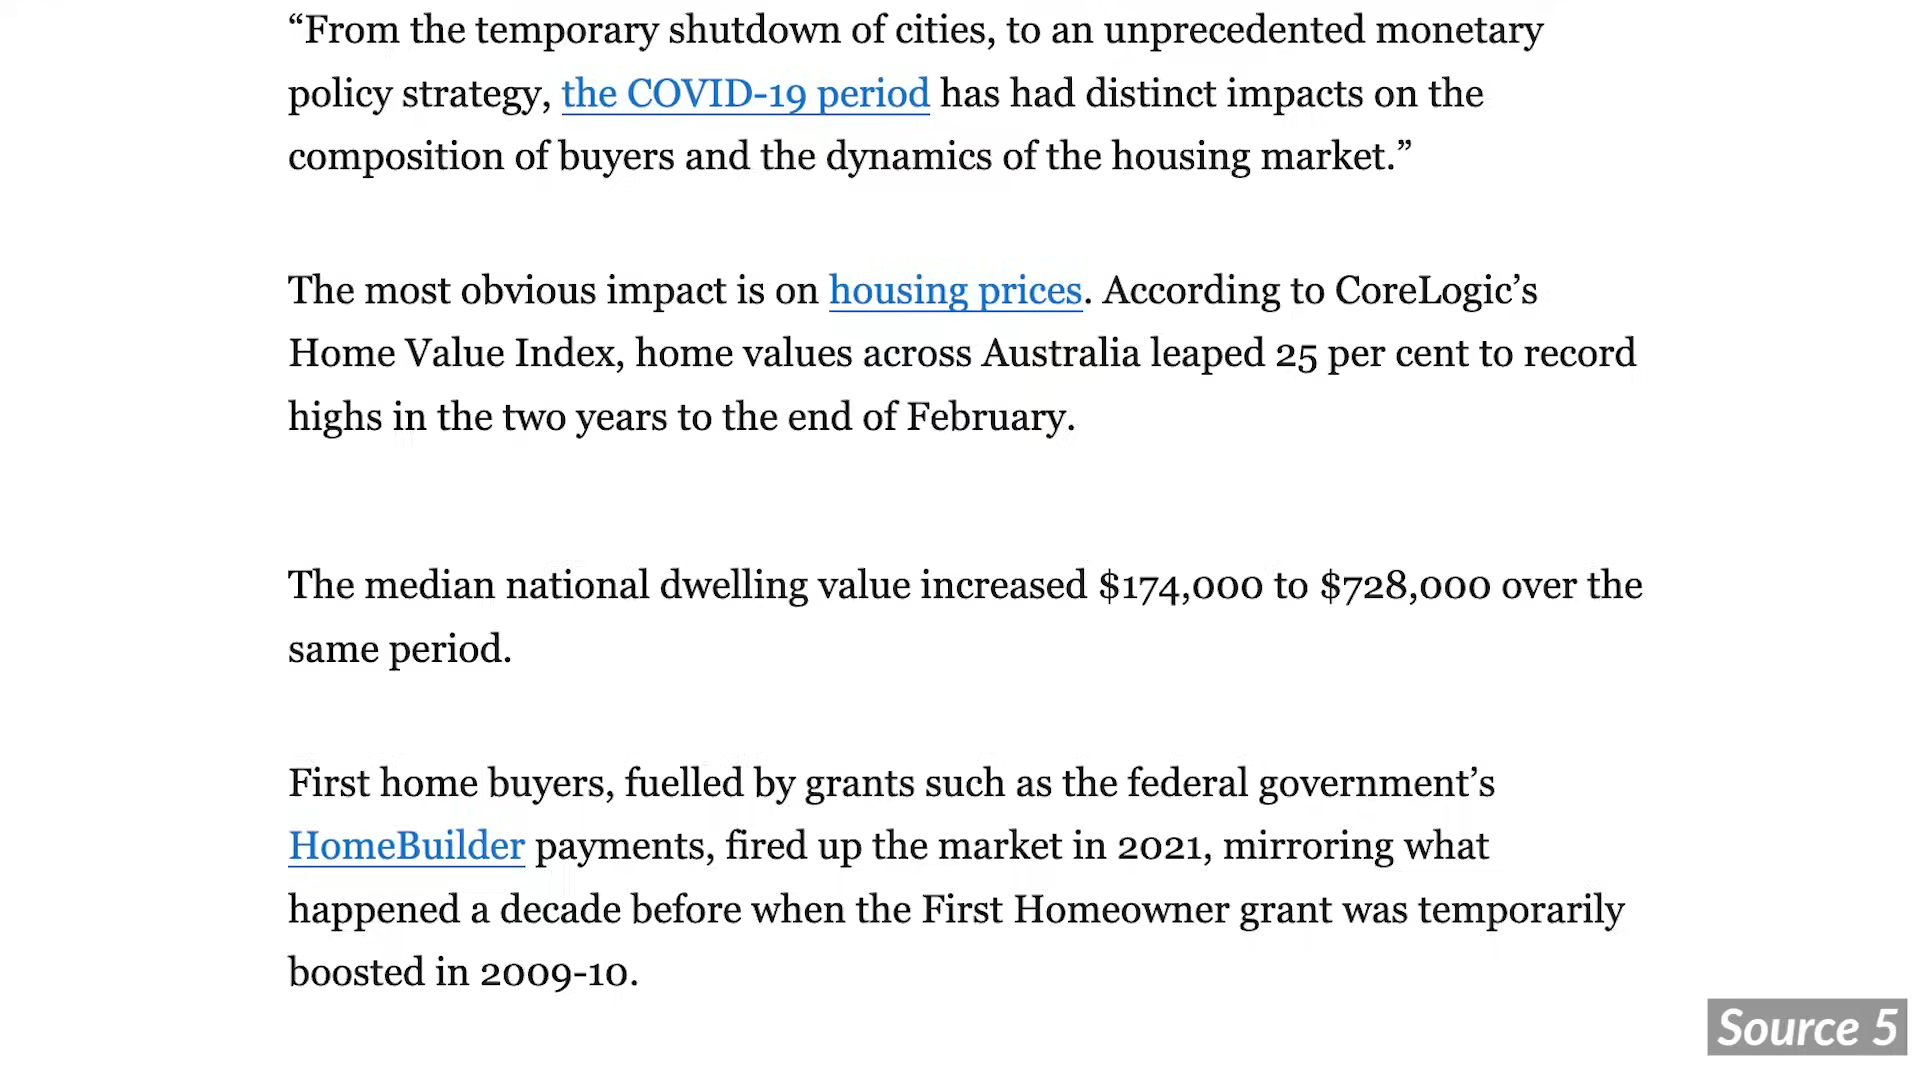 “From the temporary shutdown of cities, to an unprecedented monetary
policy strategy, the COVID-19 period has had distinct impacts on the
composition of buyers and the dynamics of the housing market.”
The most obvious impact is on housing prices. According to CoreLogic’s
Home Value Index, home values across Australia leaped 25 per cent to record
highs in the two years to the end of February.
The median national dwelling value increased $174,000 to $728,000 over the
same period.
First home buyers, fuelled by grants such as the federal government’s
HomeBuilder payments, fired up the market in 2021, mirroring what
happened a decade before when the First Homeowner grant was temporarily
boosted in 2009-10.
Source 5